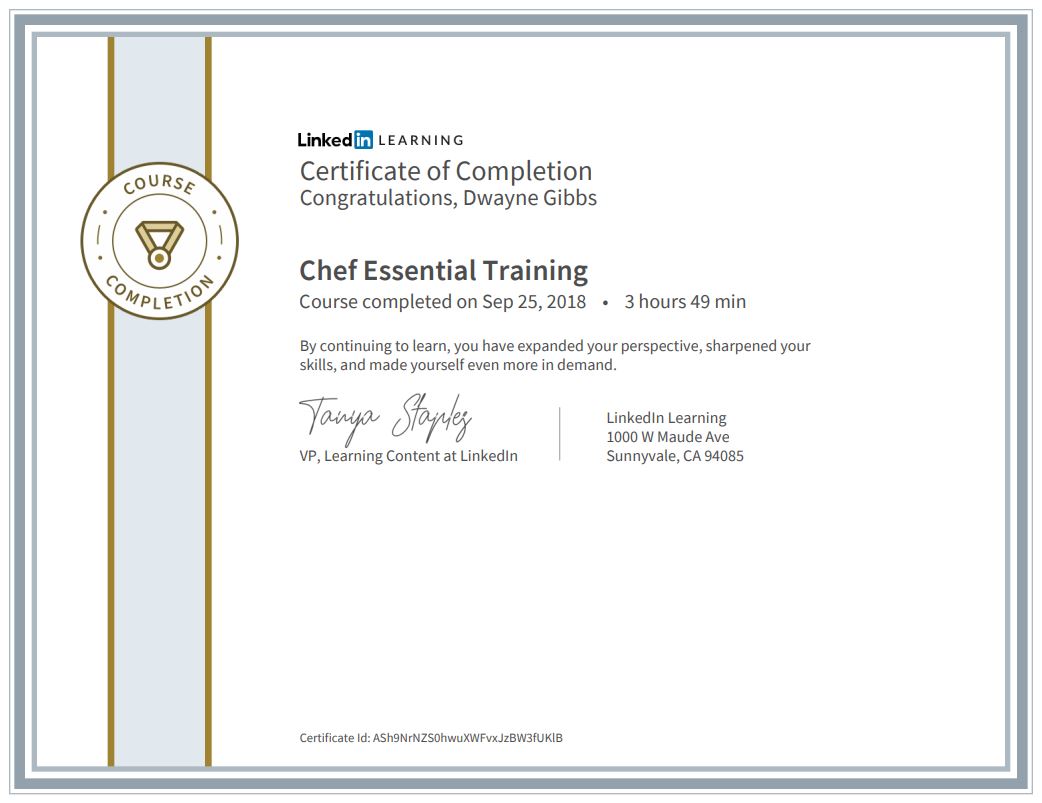 COURSE
COMPLETION
Linkedin LEARNING
Certificate of Completion
Congratulations, Dwayne Gibbs
Chef Essential Training
Course completed on Sep 25, 2018 • 3 hours 49 min
By continuing to learn, you have expanded your perspective, sharpened your
skills, and made yourself even more in demand.
Tanya Staples
VP, Learning Content at LinkedIn
LinkedIn Learning
1000 W Maude Ave
Sunnyvale, CA 94085
Certificate Id: ASh9NrNZS0hwuXWFvxJzBW3fUKlB